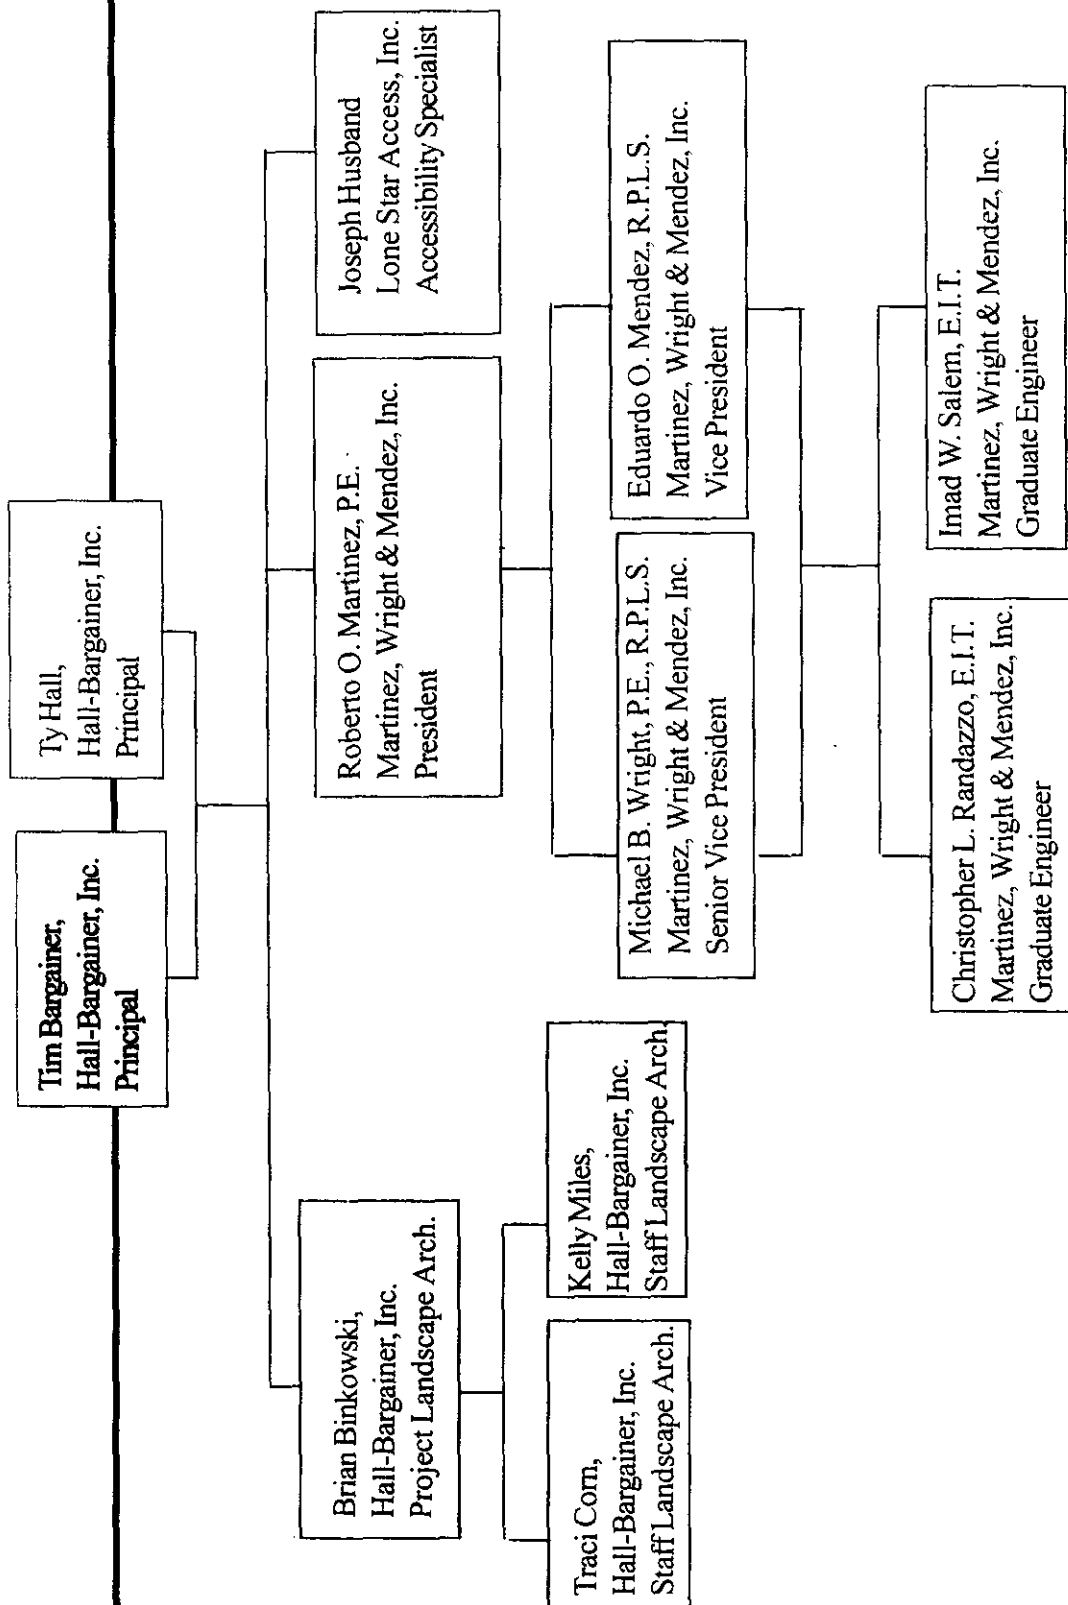 Tim Bargainer,
Hall-Bargainer, Inc.
Principal
Ty Hall,
Hall-Bargainer, Inc.
Principal
Brian Binkowski,
Hall-Bargainer, Inc.
Project Landscape Arch.
Roberto O. Martinez, P.E.
Martinez, Wright & Mendez, Inc.
President
Joseph Husband
Lone Star Access, Inc.
Accessibility Specialist
Traci Corn,
Hall-Bargainer, Inc.
Staff Landscape Arch.
Kelly Miles,
Hall-Bargainer, Inc.
Staff Landscape Arch.
Michael B. Wright, P.E., R.P.L.S.
Martinez, Wright & Mendez, Inc.
Senior Vice President
Eduardo O. Mendez, R.P.L.S.
Martinez, Wright & Mendez, Inc.
Vice President
Christopher L. Randazzo, E.I.T.
Martinez, Wright & Mendez, Inc.
Graduate Engineer
Imad W. Salem, E.I.T.
Martinez, Wright & Mendez, Inc.
Graduate Engineer